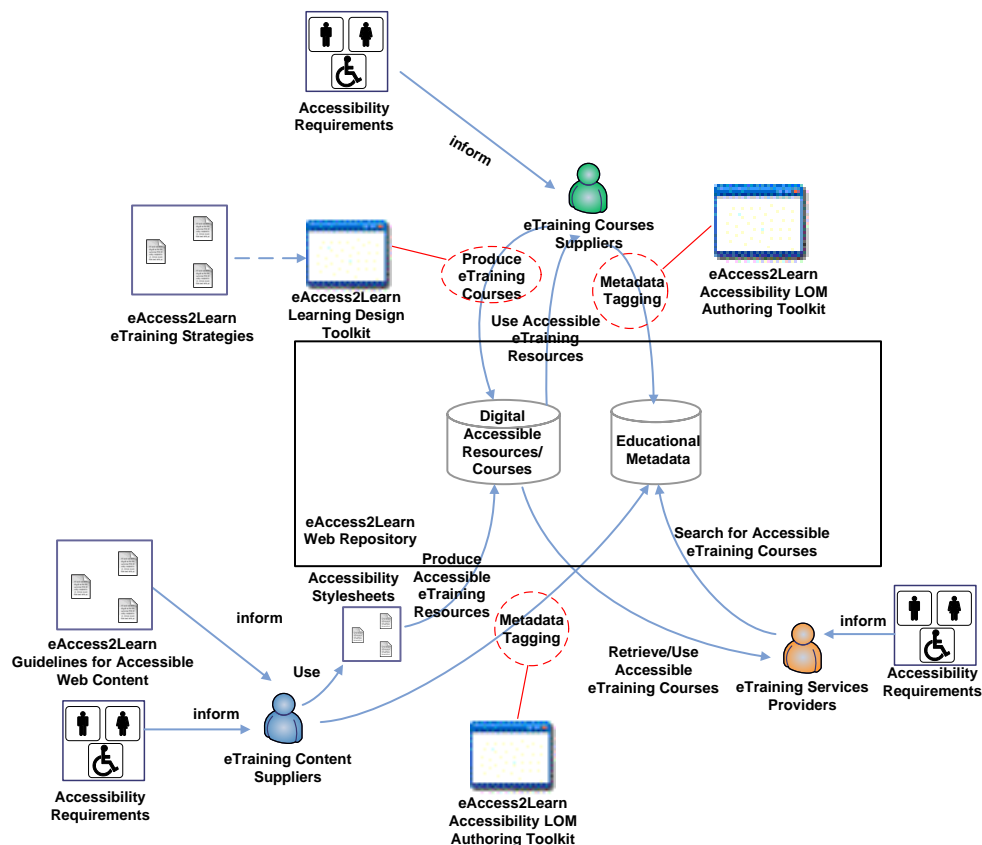 Accessibility
Requirements
inform
eTraining Courses
Suppliers
eAccess2Learn
eTraining Strategies
eAccess2Learn
Learning Design
Toolkit
Produce
eTraining
Courses
Metadata
Tagging
eAccess2Learn
Accessibility LOM
Authoring Toolkit
Use Accessible
eTraining
Resources
Digital
Accessible
Resources/
Courses
Educational
Metadata
eAccess2Learn
Web Repository
Search for Accessible
eTraining Courses
Produce
Accessible
eTraining
Resources
Accessibility
Stylesheets
eAccess2Learn
Guidelines for Accessible
Web Content
inform
Use
Metadata
Tagging
Retrieve/Use
Accessible
eTraining Courses
inform
eTraining Services
Providers
Accessibility
Requirements
inform
eTraining Content
Suppliers
Accessibility
Requirements
eAccess2Learn
Accessibility LOM
Authoring Toolkit